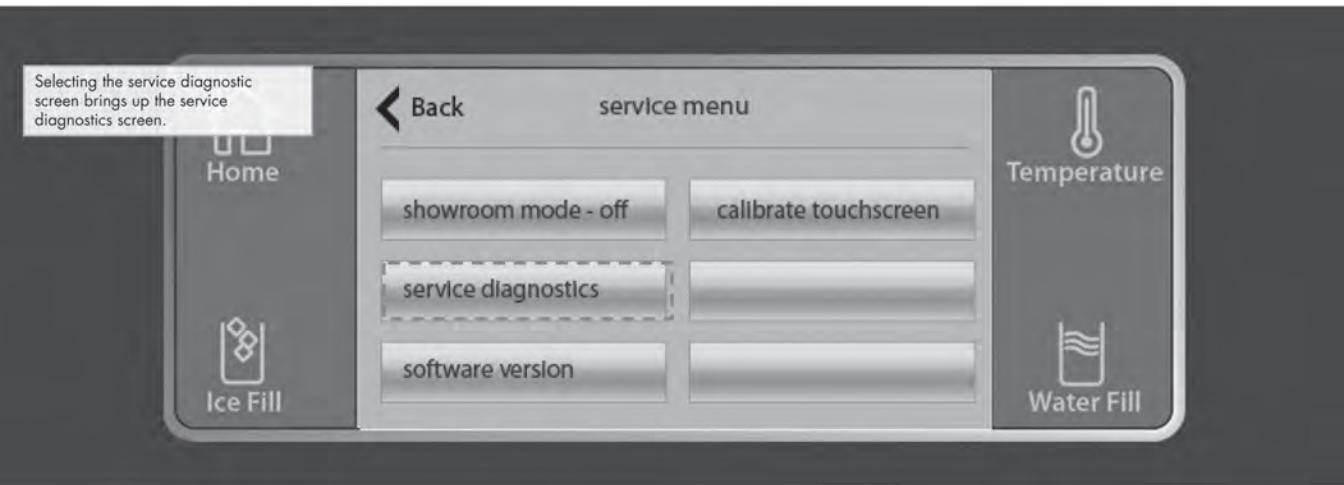 Selecting the service diagnostic
screen brings up the service
diagnostics screen.
Back
service menu
Home
Temperature
showroom mode - off
calibrate touchscreen
service diagnostics
software version
Ice Fill
Water Fill